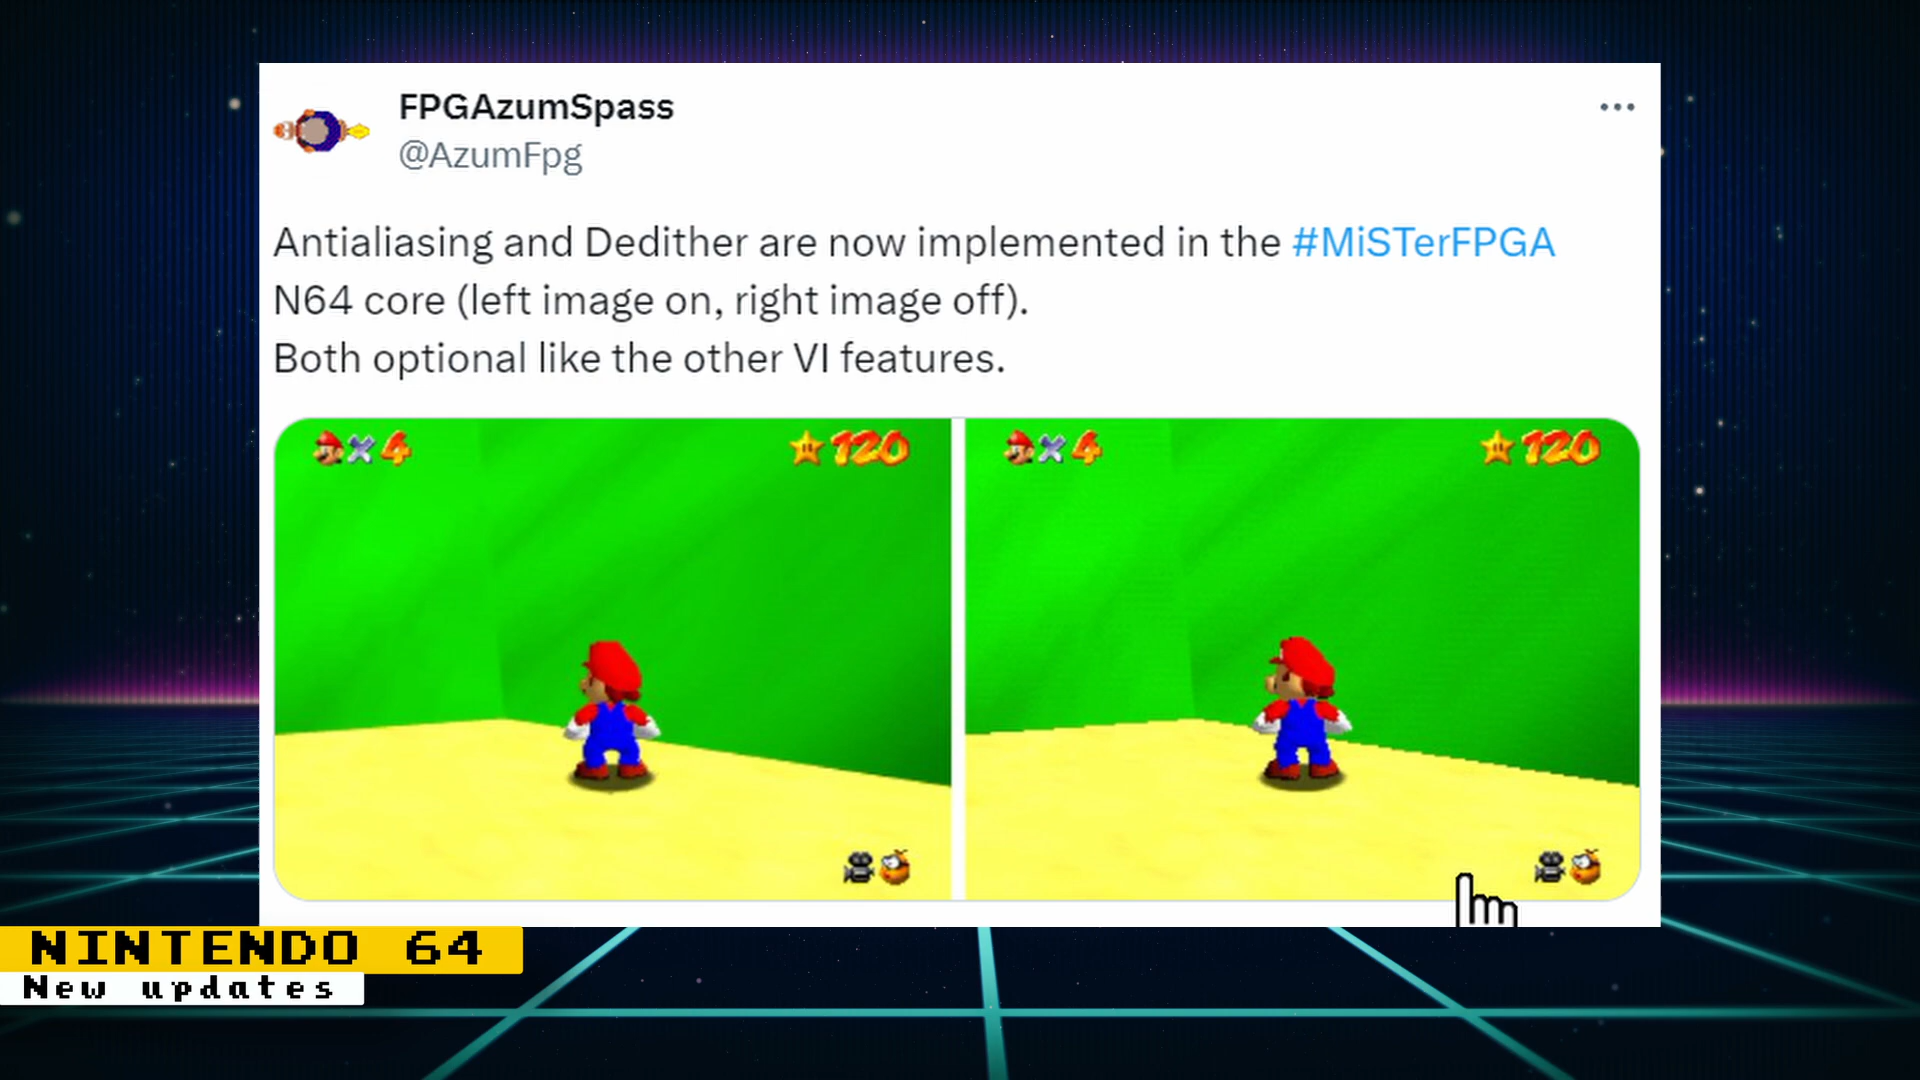 FPGAzumSpass
@AzumFpg
Antialiasing and Dedither are now implemented in the #MiSTerFPGA
N64 core (left image on, right image off).
Both optional like the other VI features.
x 4
120
x 4
120
NINTENDO 64
New updates